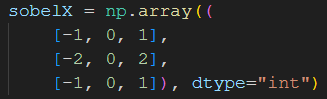 sobelX = np.array((
    [-1, 0, 1],
    [-2, 0, 2],
    [-1, 0, 1]), dtype="int")